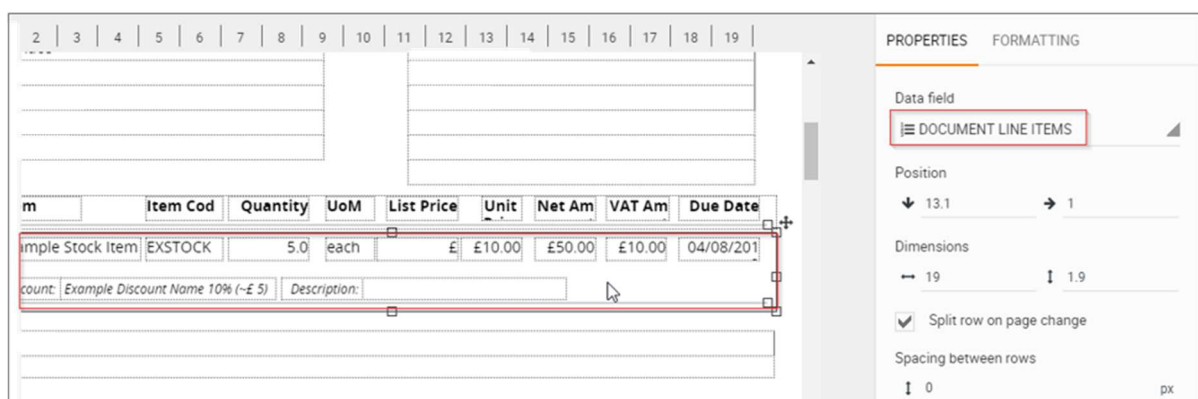 2 | 3 | 4 | 5 | 6 | 7 | 8 | 9 | 10 | 11 | 12 | 13 | 14 | 15 | 16 | 17 | 18 | 19 |
PROPERTIES FORMATTING
Data field
DOCUMENT LINE ITEMS
Position
13.1 1
Dimensions
19 1.9
Split row on page change
Spacing between rows
0 px
m Item Cod Quantity UoM List Price Unit Net Am VAT Am Due Date
ample Stock Item EXSTOCK 5.0 each £ £10.00 £50.00 £10.00 04/08/201
count: Example Discount Name 10% (~£ 5) Description: